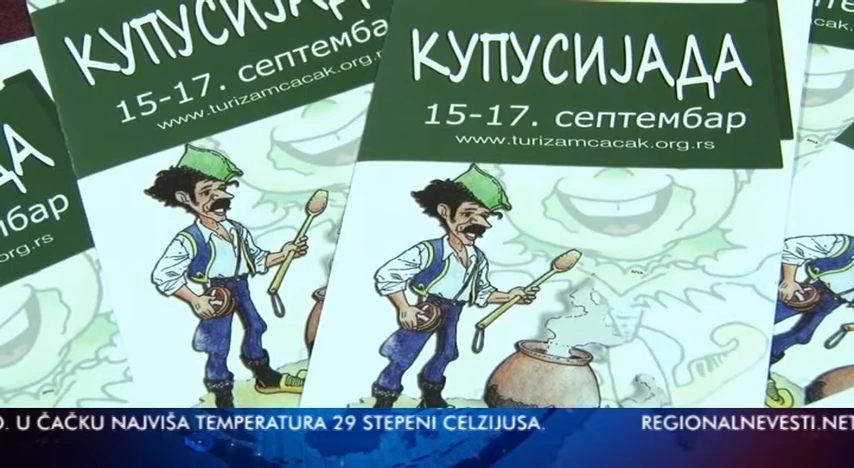 КУПУСИЈАДА
15-17. септембар
www.turizamcacak.org.rs
КУПУСИЈАДА
15-17. септембар
www.turizamcacak.org.rs
U ČAČKU NAJVIŠA TEMPERATURA 29 STEPENI CELZIJUSA.
REGIONALNEVESTI.NET